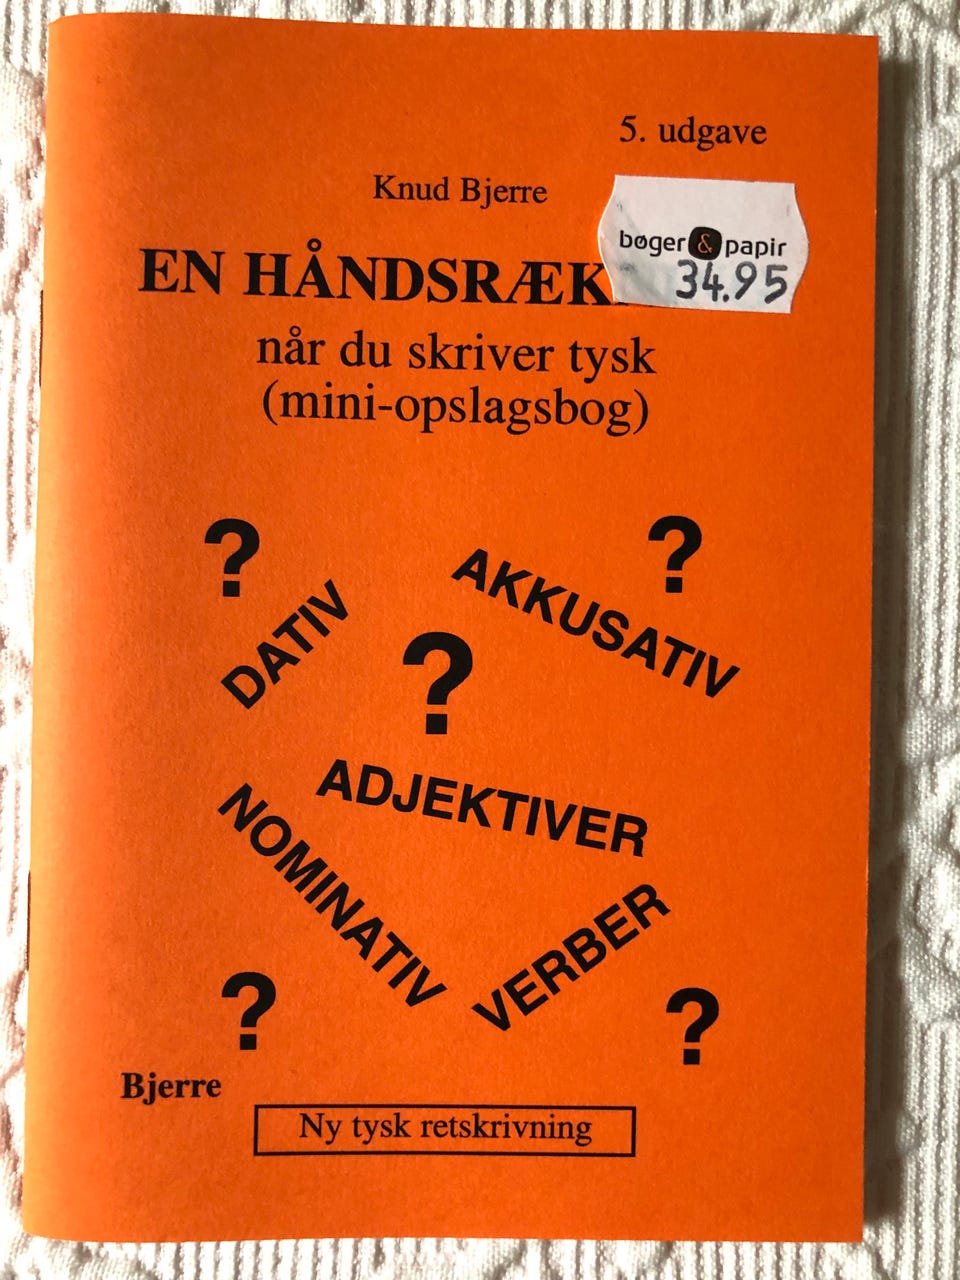 5. udgave
Knud Bjerre
bøger & papir
34.95
EN HÅNDSRÆK
når du skriver tysk
(mini-opslagsbog)
?
?
DATIV
AKKUSATIV
?
ADJEKTIVER
NOMINATIV
VERBER
?
?
Bjerre
Ny tysk retskrivning